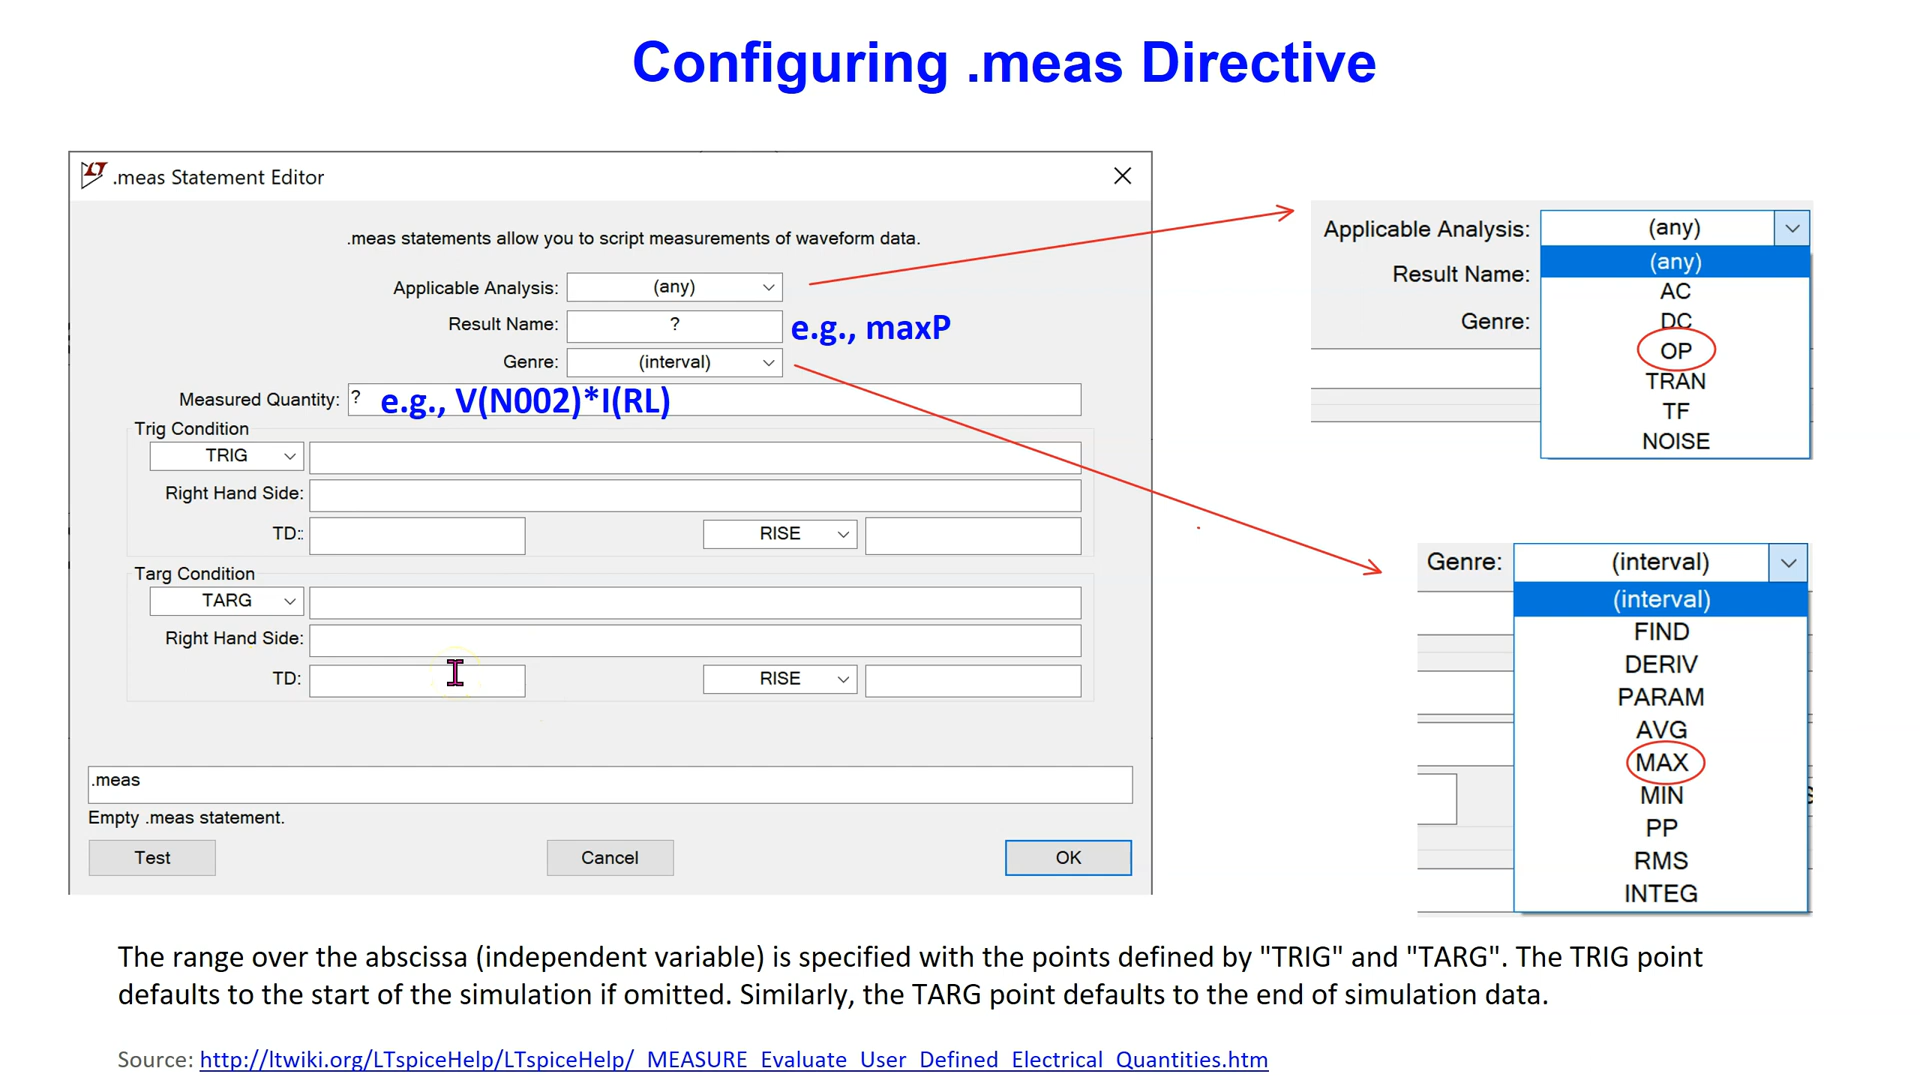 Configuring .meas Directive
LT .meas Statement Editor
.meas statements allow you to script measurements of waveform data.
Applicable Analysis: (any)
Result Name: ? e.g., maxP
Genre: (interval)
Measured Quantity: ? e.g., V(N002)*I(RL)
Trig Condition
TRIG
Right Hand Side:
TD:: RISE
Targ Condition
TARG
Right Hand Side:
TD: RISE
.meas
Empty .meas statement.
Test Cancel OK
Applicable Analysis: (any)
(any)
Result Name:
AC
Genre: DC
OP
TRAN
TF
NOISE
Genre: (interval)
(interval)
FIND
DERIV
PARAM
AVG
MAX
MIN
PP
RMS
INTEG
The range over the abscissa (independent variable) is specified with the points defined by "TRIG" and "TARG". The TRIG point
defaults to the start of the simulation if omitted. Similarly, the TARG point defaults to the end of simulation data.
Source: http://ltwiki.org/LTspiceHelp/LTspiceHelp/_MEASURE_Evaluate_User_Defined_Electrical_Quantities.htm